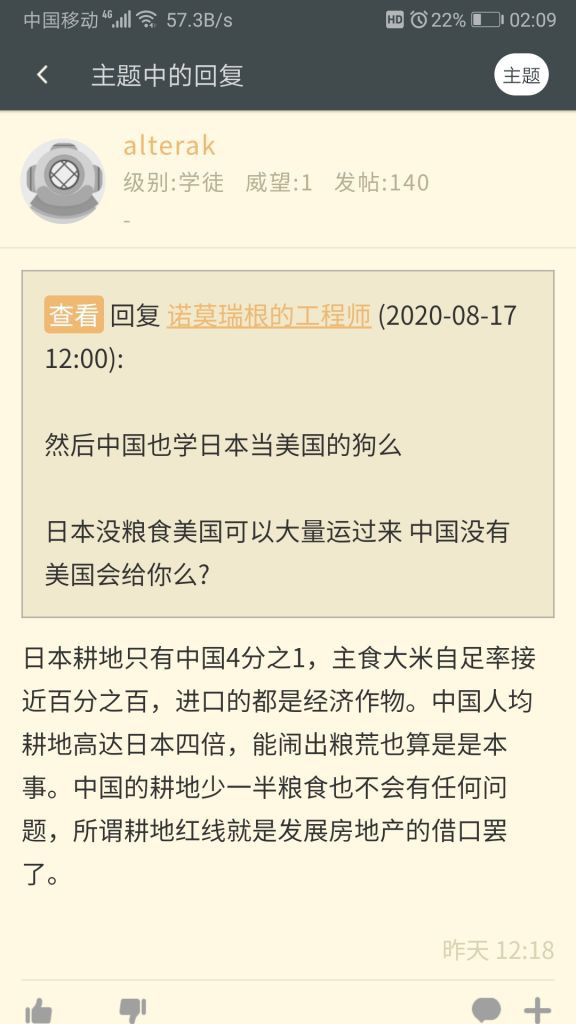 中国移动 4G 57.3B/s HD 22% 02:09
主题中的回复 主题
alterak
级别:学徒 威望:1 发帖:140
-
查看 回复 诺莫瑞根的工程师 (2020-08-17
12:00):
然后中国也学日本当美国的狗么
日本没粮食美国可以大量运过来 中国没有
美国会给你么?
日本耕地只有中国4分之1，主食大米自足率接
近百分之百，进口的都是经济作物。中国人均
耕地高达日本四倍，能闹出粮荒也算是是本
事。中国的耕地少一半粮食也不会有任何问
题，所谓耕地红线就是发展房地产的借口罢
了。
昨天 12:18